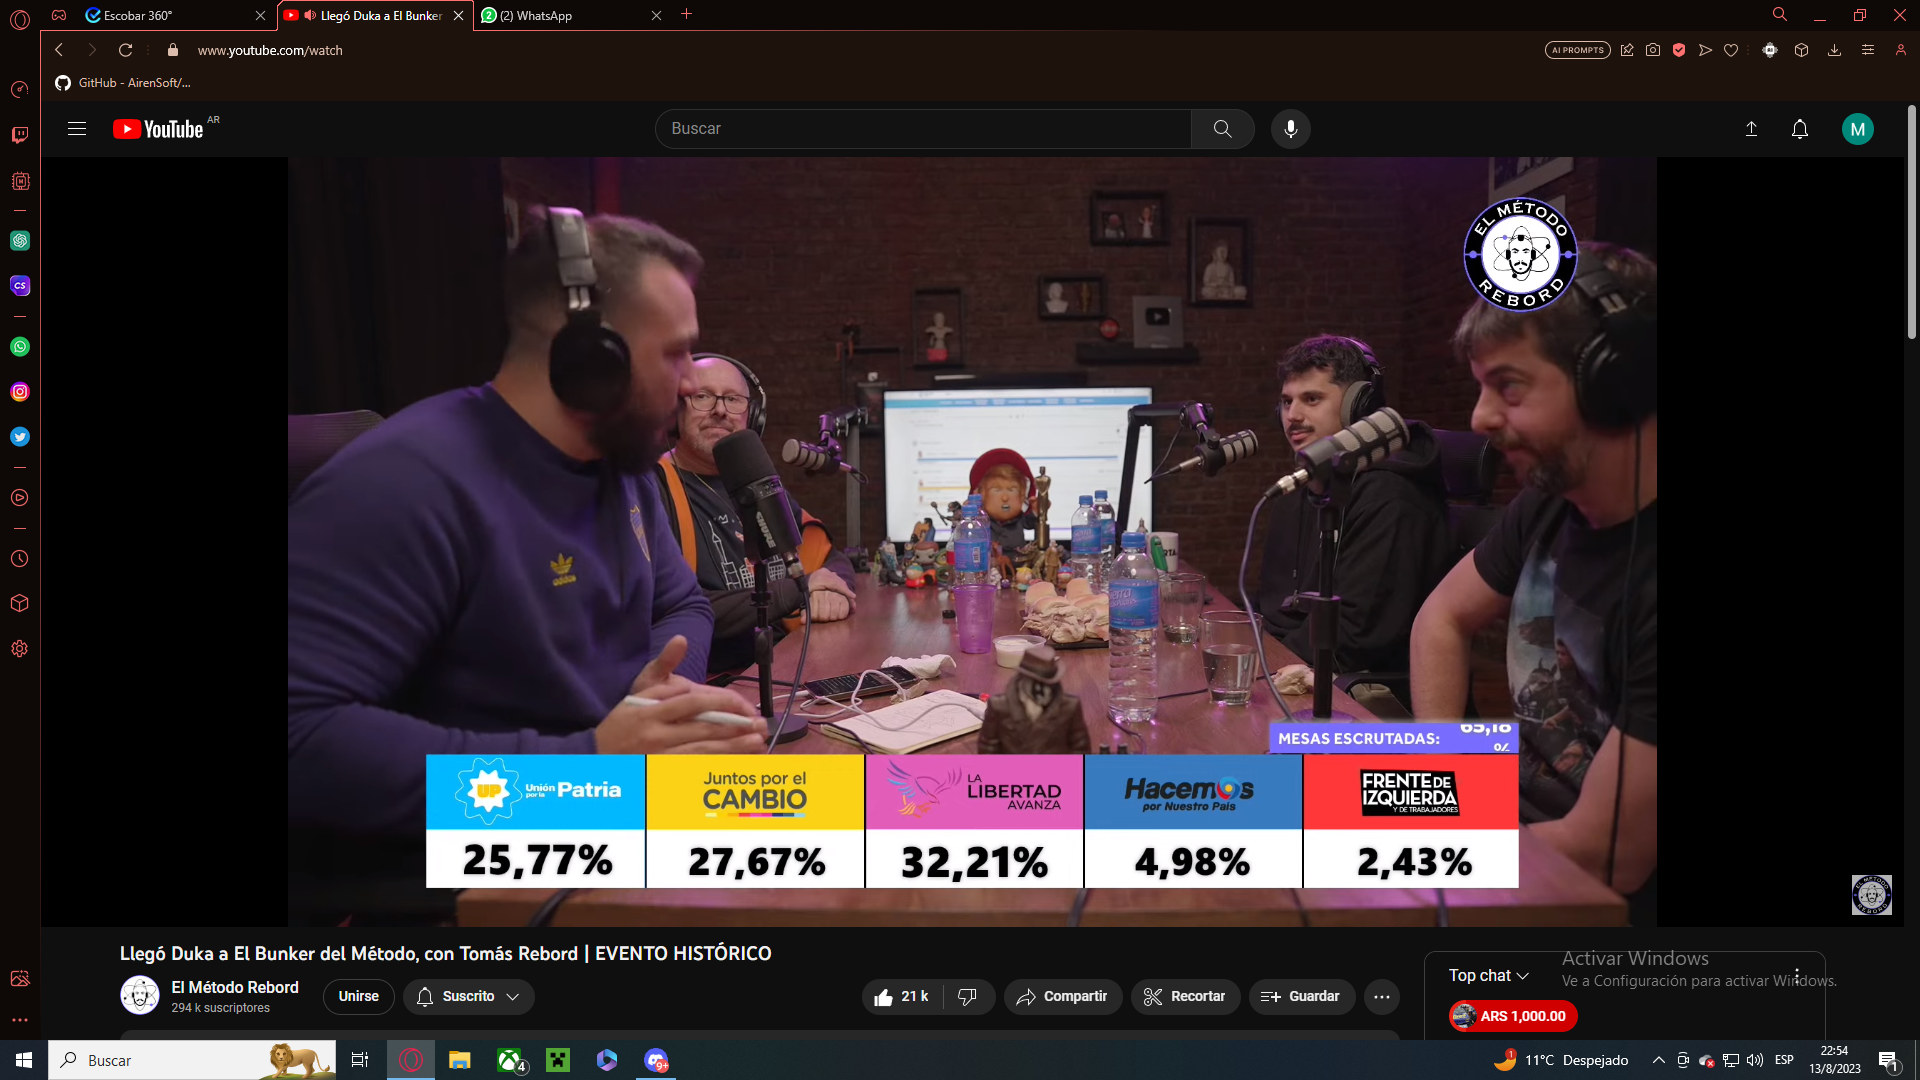 Escobar 360°
Llegó Duka a El Bunker
(2) WhatsApp
www.youtube.com/watch
AI PROMPTS
GitHub - AirenSoft/...
YouTube AR
Buscar
M
EL MÉTODO
REBORD
MESAS ESCRUTADAS: 65,18
%
UP Unión por la Patria
Juntos por el
CAMBIO
LA
LIBERTAD
AVANZA
Hacemos
por Nuestro País
FRENTE DE
IZQUIERDA
Y DE TRABAJADORES
25,77%
27,67%
32,21%
4,98%
2,43%
Llegó Duka a El Bunker del Método, con Tomás Rebord | EVENTO HISTÓRICO
El Método Rebord
294 k suscriptores
Unirse
Suscrito
21 k
Compartir
Recortar
Guardar
Top chat
ARS 1,000.00
Activar Windows
Ve a Configuración para activar Windows.
Buscar
4
9+
1
11°C Despejado
ESP
22:54
13/8/2023
1